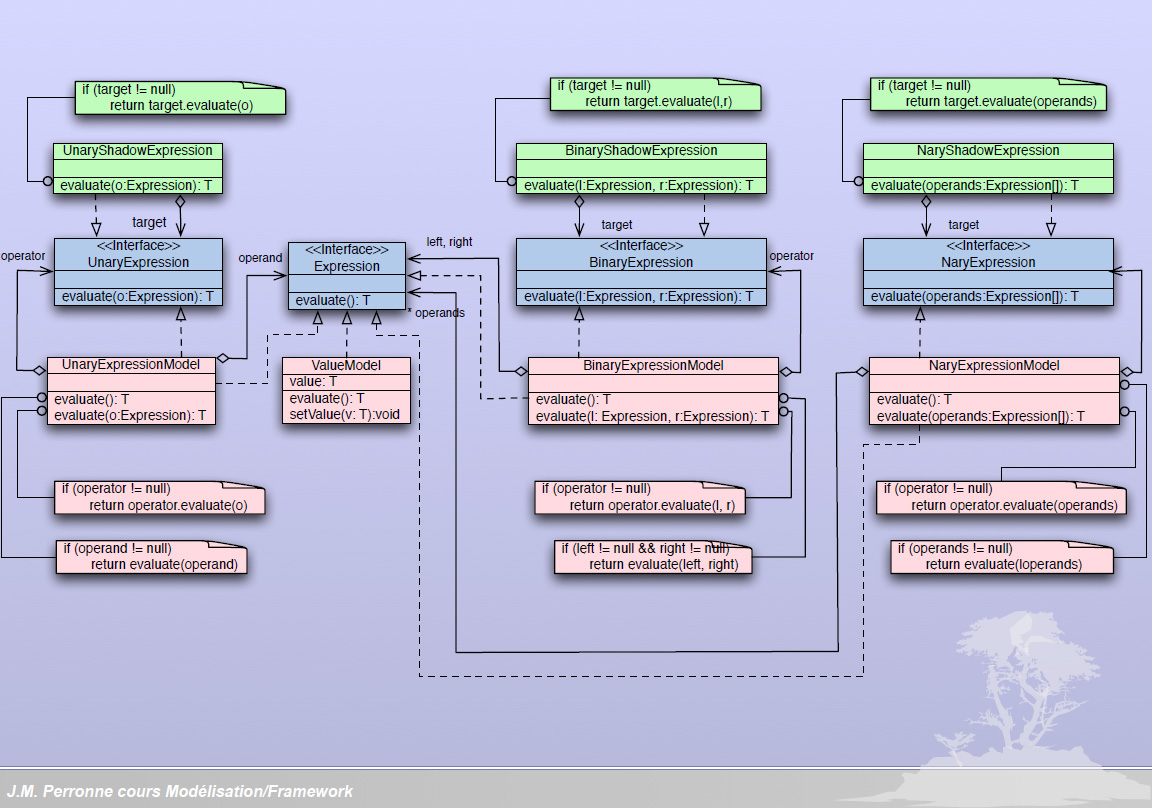 if (target != null)
return target.evaluate(o)
if (target != null)
return target.evaluate(l,r)
if (target != null)
return target.evaluate(operands)
UnaryShadowExpression
evaluate(o:Expression): T
BinaryShadowExpression
evaluate(l:Expression, r:Expression): T
NaryShadowExpression
evaluate(operands:Expression[]): T
target
target
target
operator
<<Interface>>
UnaryExpression
evaluate(o:Expression): T
operand
<<Interface>>
Expression
evaluate(): T
left, right
* operands
<<Interface>>
BinaryExpression
evaluate(l:Expression, r:Expression): T
operator
<<Interface>>
NaryExpression
evaluate(operands:Expression[]): T
UnaryExpressionModel
evaluate(): T
evaluate(o:Expression): T
ValueModel
value: T
evaluate(): T
setValue(v: T):void
BinaryExpressionModel
evaluate(): T
evaluate(l: Expression, r:Expression): T
NaryExpressionModel
evaluate(): T
evaluate(operands:Expression[]): T
if (operator != null)
return operator.evaluate(o)
if (operator != null)
return operator.evaluate(l, r)
if (operator != null)
return operator.evaluate(operands)
if (operand != null)
return evaluate(operand)
if (left != null && right != null)
return evaluate(left, right)
if (operands != null)
return evaluate(loperands)
J.M. Perronne cours Modélisation/Framework